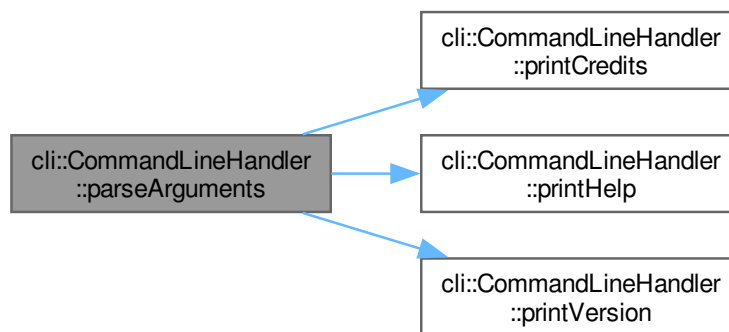 cli::CommandLineHandler
::printCredits
cli::CommandLineHandler
::parseArguments
cli::CommandLineHandler
::printHelp
cli::CommandLineHandler
::printVersion